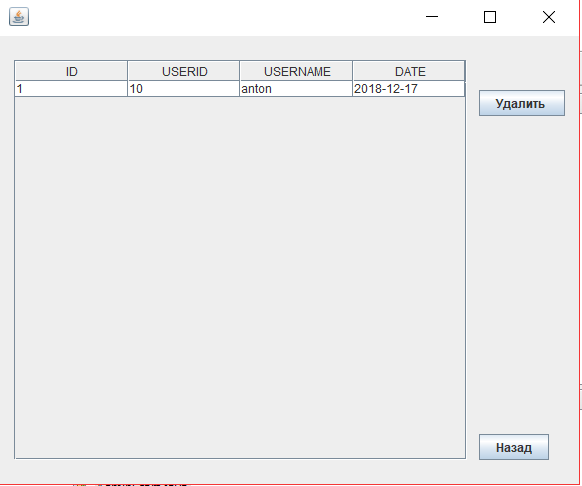 ID USERID USERNAME DATE
1 10 anton 2018-12-17
Удалить
Назад